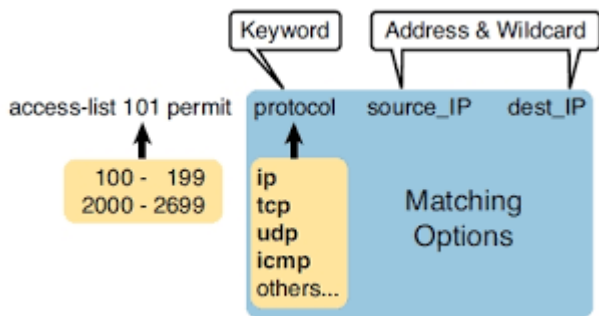 Keyword
Address & Wildcard
access-list 101 permit protocol source_IP dest_IP
100 - 199
2000 - 2699
ip
tcp
udp
icmp
others...
Matching
Options